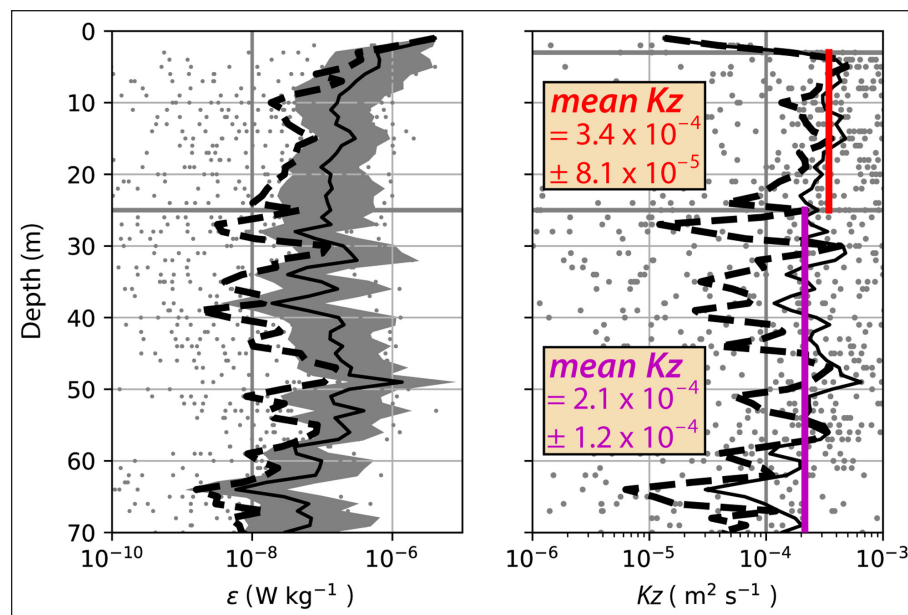 0
10
20
30
40
50
60
70
Depth (m)
10⁻¹⁰
10⁻⁸
10⁻⁶
ε (W kg⁻¹)
mean Kz
= 3.4 x 10⁻⁴
± 8.1 x 10⁻⁵
mean Kz
= 2.1 x 10⁻⁴
± 1.2 x 10⁻⁴
10⁻⁶
10⁻⁵
10⁻⁴
10⁻³
Kz ( m² s⁻¹)